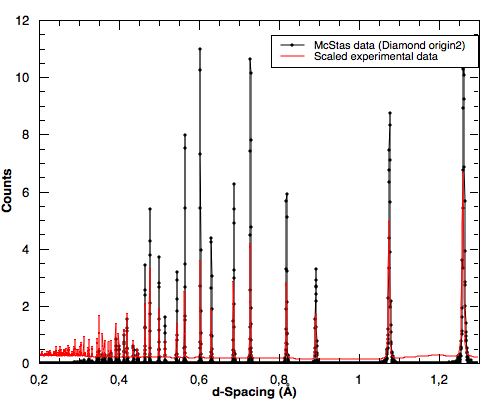 12
McStas data (Diamond origin2)
Scaled experimental data
10
8
6
4
2
0
Counts
0,2 0,4 0,6 0,8 1 1,2
d-Spacing (Å)